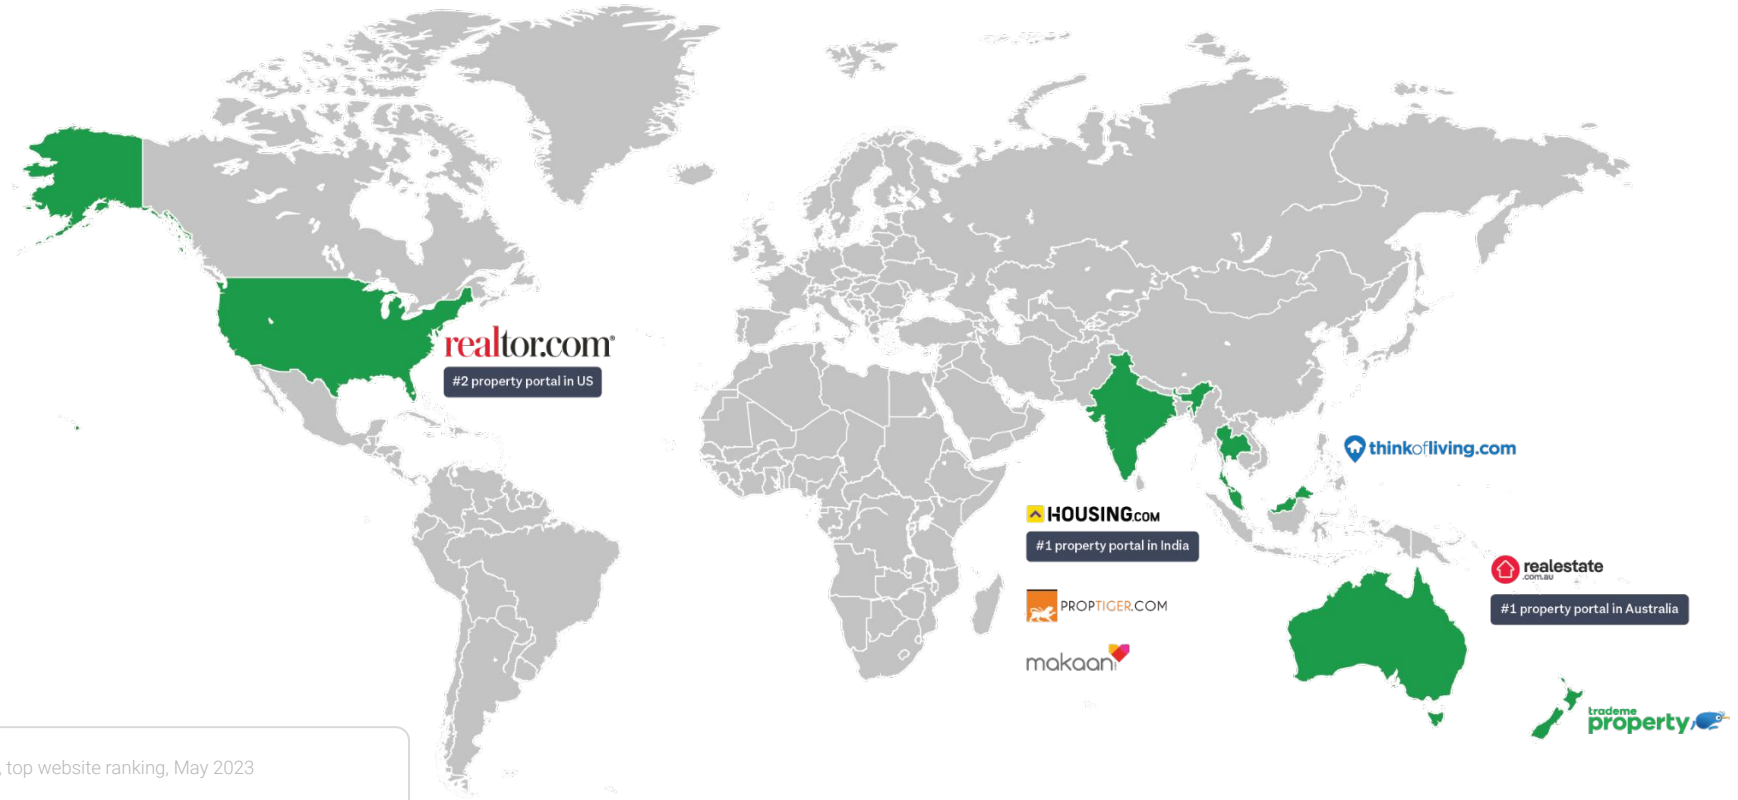 realtor.com®
#2 property portal in US
thinkofliving.com
HOUSING.COM
#1 property portal in India
PROPTIGER.COM
makaan
realestate
.com.au
#1 property portal in Australia
trademe
property
, top website ranking, May 2023